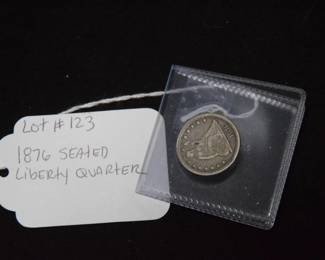 Lot # 123
1876 SEATED
Liberty QUARTER